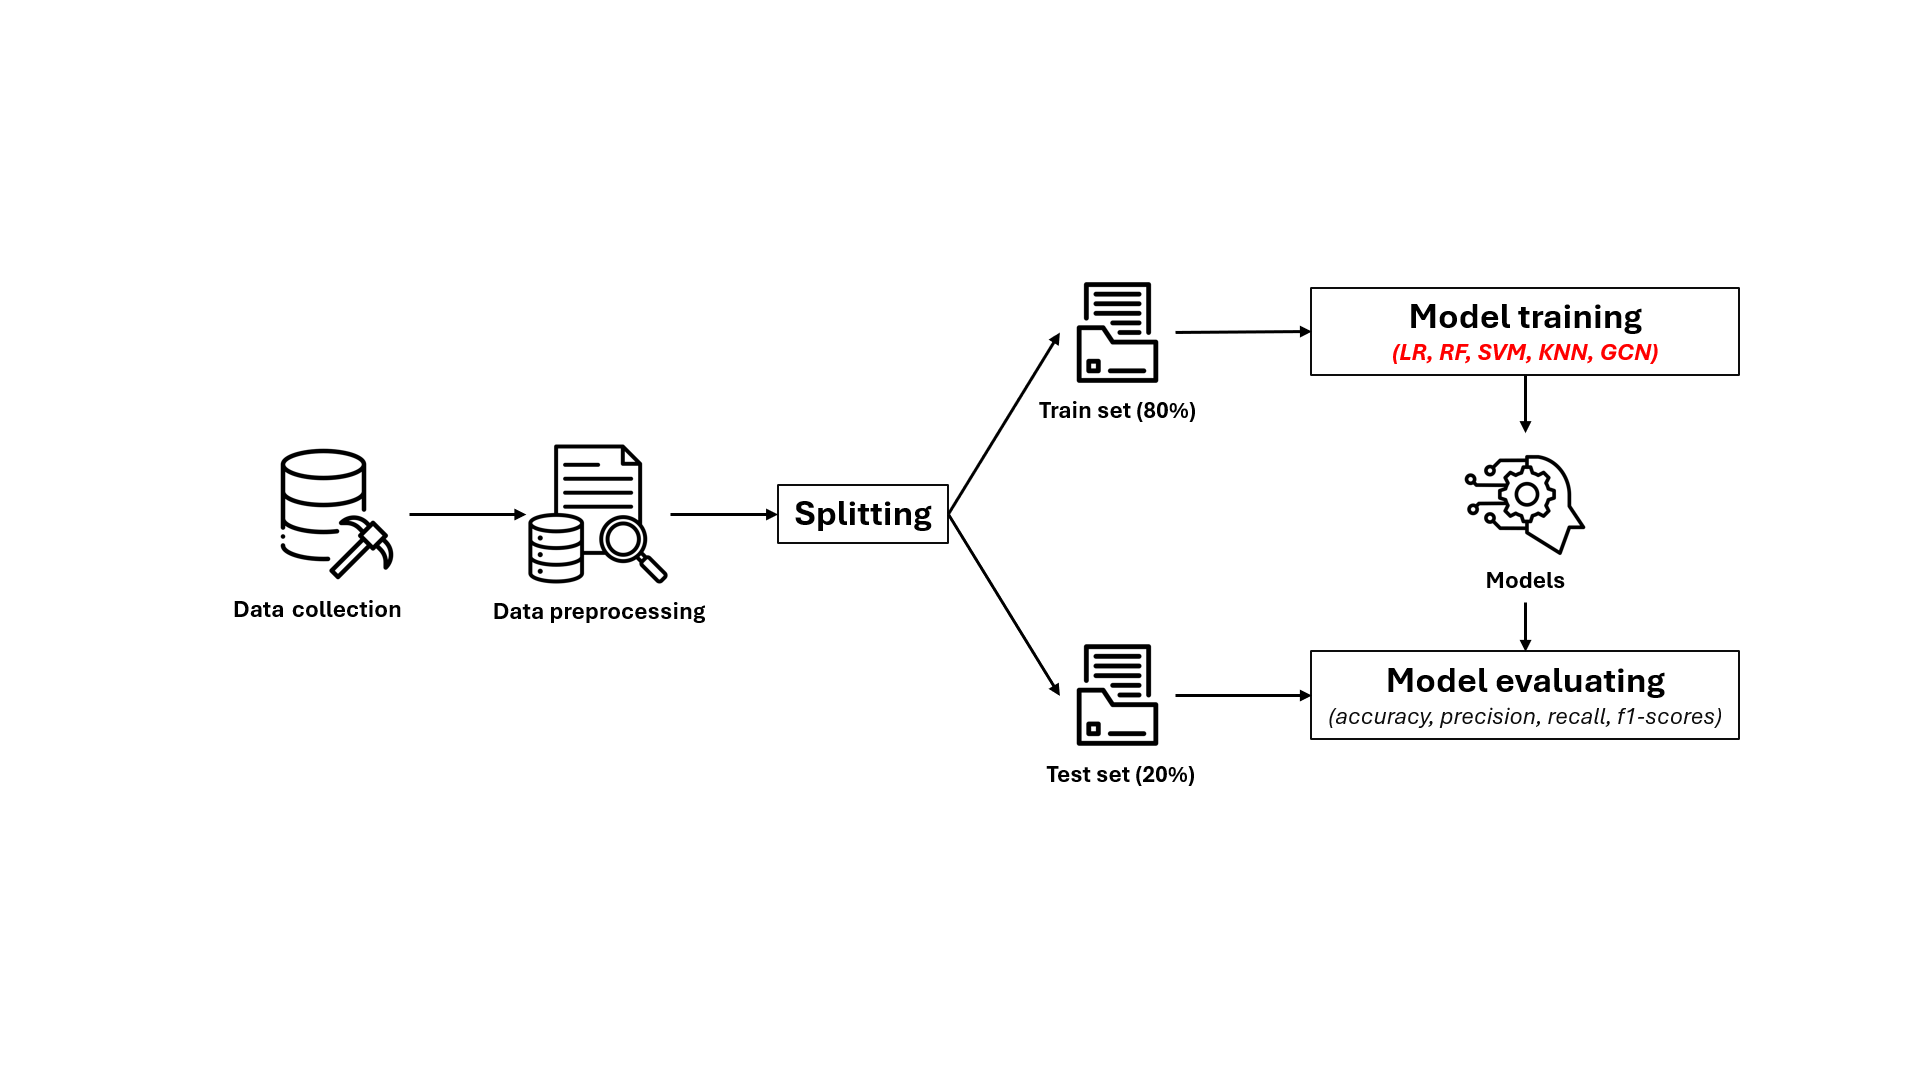 Data collection
Data preprocessing
Splitting
Train set (80%)
Model training
(LR, RF, SVM, KNN, GCN)
Models
Test set (20%)
Model evaluating
(accuracy, precision, recall, f1-scores)